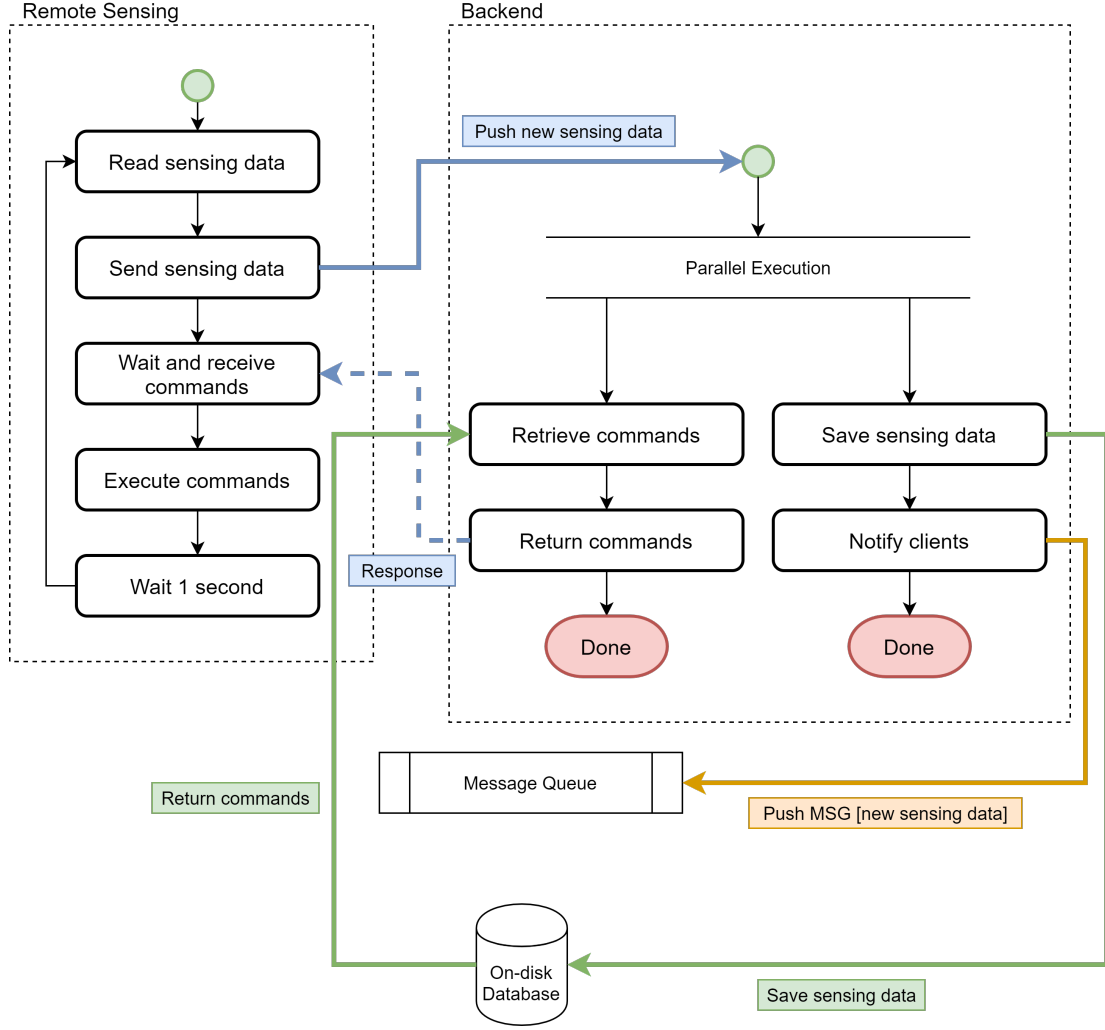 Remote Sensing
Backend
Push new sensing data
Read sensing data
Send sensing data
Parallel Execution
Wait and receive
commands
Retrieve commands
Save sensing data
Execute commands
Return commands
Notify clients
Response
Wait 1 second
Done
Done
Message Queue
Return commands
Push MSG [new sensing data]
On-disk
Database
Save sensing data